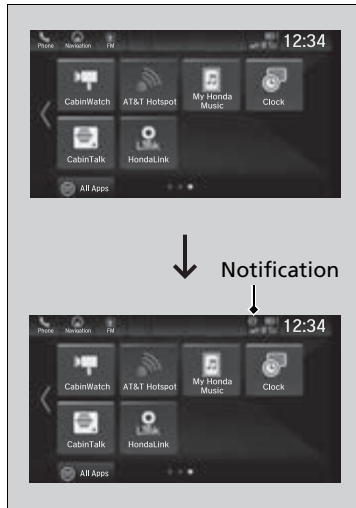 Phone Navigation FM 12:34
CabinWatch AT&T Hotspot My Honda Music Clock
CabinTalk HondaLink
All Apps
Notification
Phone Navigation FM 12:34
CabinWatch AT&T Hotspot My Honda Music Clock
CabinTalk HondaLink
All Apps